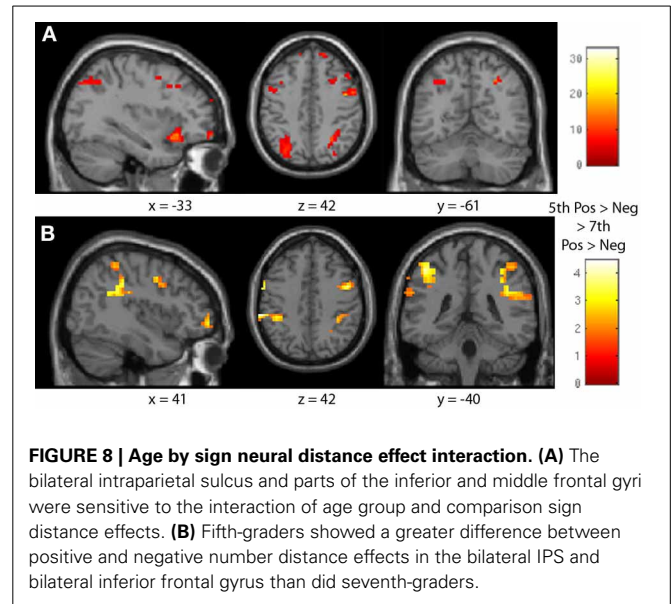 A
30
20
10
0
x = -33
z = 42
y = -61
5th Pos > Neg
> 7th
Pos > Neg
B
4
3
2
1
0
x = 41
z = 42
y = -40
FIGURE 8 | Age by sign neural distance effect interaction. (A) The
bilateral intraparietal sulcus and parts of the inferior and middle frontal gyri
were sensitive to the interaction of age group and comparison sign
distance effects. (B) Fifth-graders showed a greater difference between
positive and negative number distance effects in the bilateral IPS and
bilateral inferior frontal gyrus than did seventh-graders.